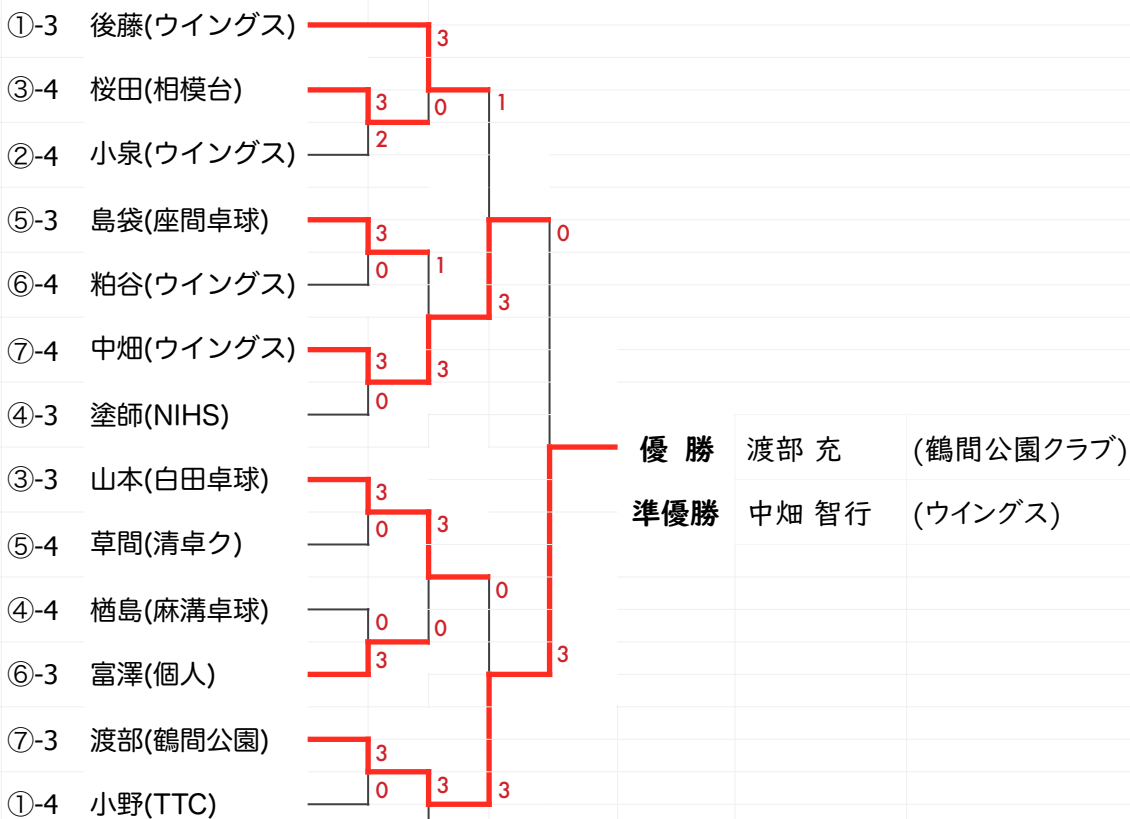 ①-3 後藤(ウイングス)
3
③-4 桜田(相模台)
3 0 1
2
②-4 小泉(ウイングス)
⑤-3 島袋(座間卓球)
3 0
0 1
⑥-4 粕谷(ウイングス)
3
⑦-4 中畑(ウイングス)
3 3
0
④-3 塗師(NIHS)
優 勝 渡部 充 (鶴間公園クラブ)
③-3 山本(白田卓球)
3
準優勝 中畑 智行 (ウイングス)
0 3
⑤-4 草間(清卓ク)
0
④-4 楢島(麻溝卓球)
0 0
3 3
⑥-3 富澤(個人)
⑦-3 渡部(鶴間公園)
3
0 3 3
①-4 小野(TTC)